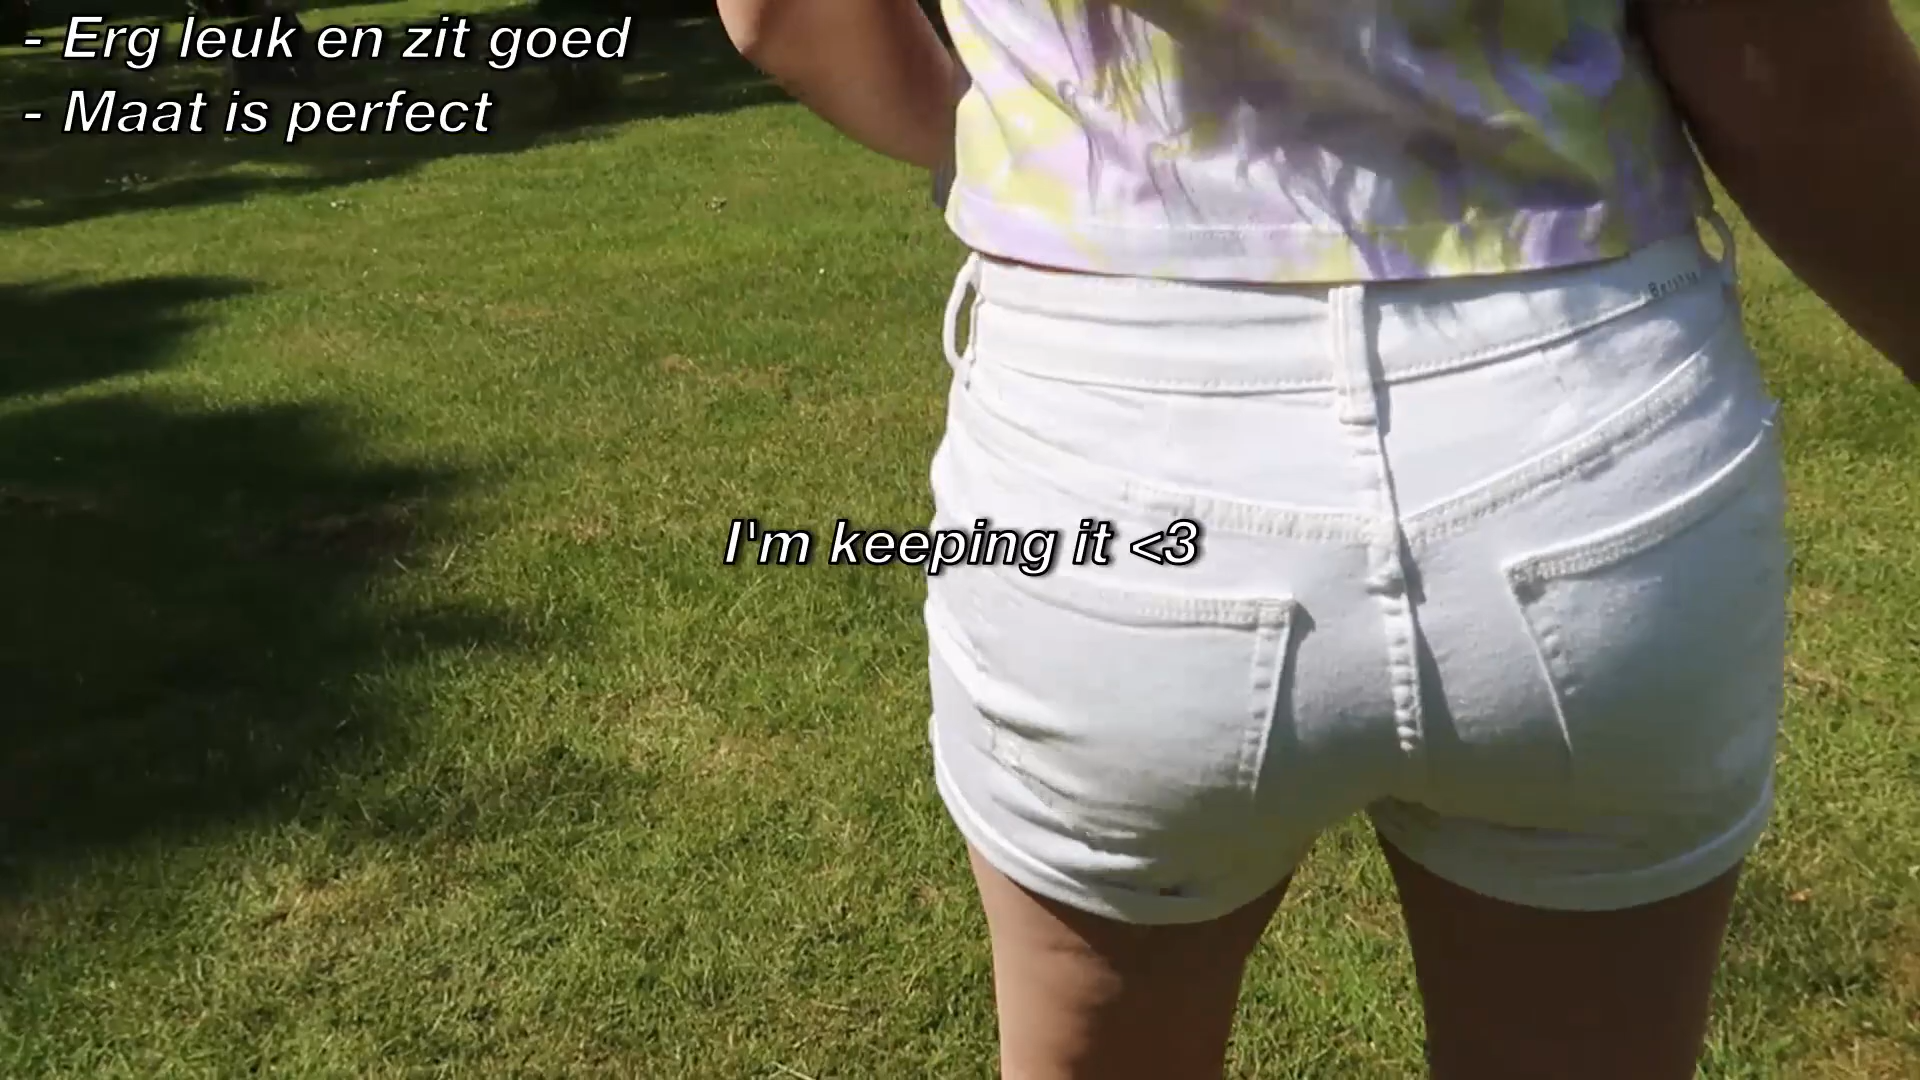 - Erg leuk en zit goed
- Maat is perfect
I'm keeping it <3